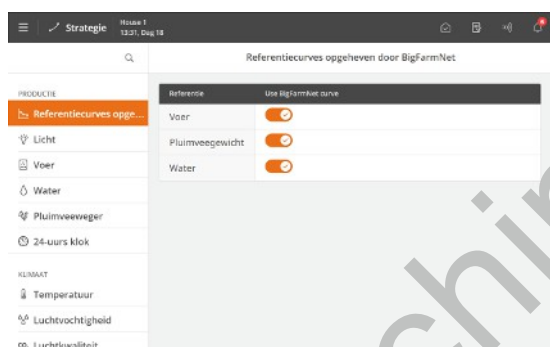 Strategie
House 1
13:31, Dag 18
Referentiecurves opgeheven door BigFarmNet
PRODUCTIE
Referentiecurves opge...
Licht
Voer
Water
Pluimveeweger
24-uurs klok
KLIMAAT
Temperatuur
Luchtvochtigheid
Luchtkwaliteit
Referentie
Use BigFarmNet curve
Voer
Pluimveegewicht
Water